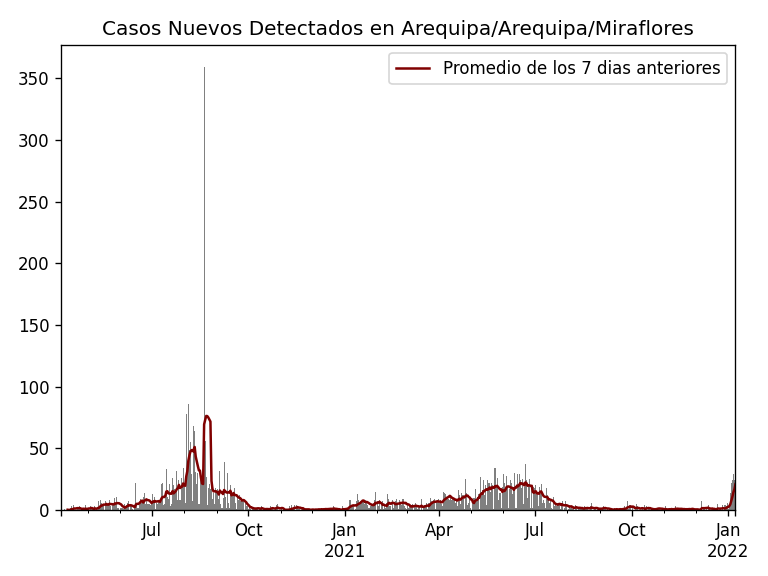 Casos Nuevos Detectados en Arequipa/Arequipa/Miraflores
Promedio de los 7 dias anteriores
350
300
250
200
150
100
50
0
Jul
Oct
Jan
2021
Apr
Jul
Oct
Jan
2022